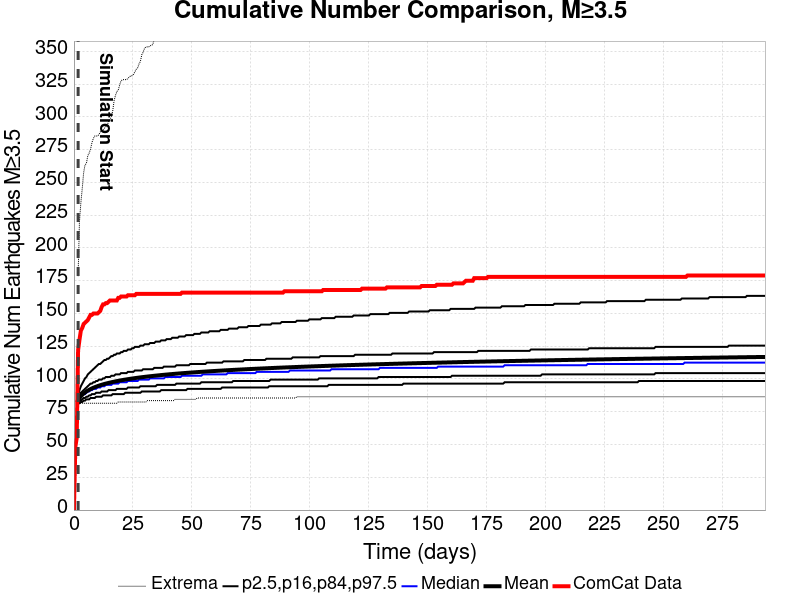 Cumulative Number Comparison, M≥3.5
Cumulative Num Earthquakes M≥3.5
350
325
300
275
250
225
200
175
150
125
100
75
50
25
0
Simulation Start
0 25 50 75 100 125 150 175 200 225 250 275
Time (days)
Extrema p2.5,p16,p84,p97.5 Median Mean ComCat Data